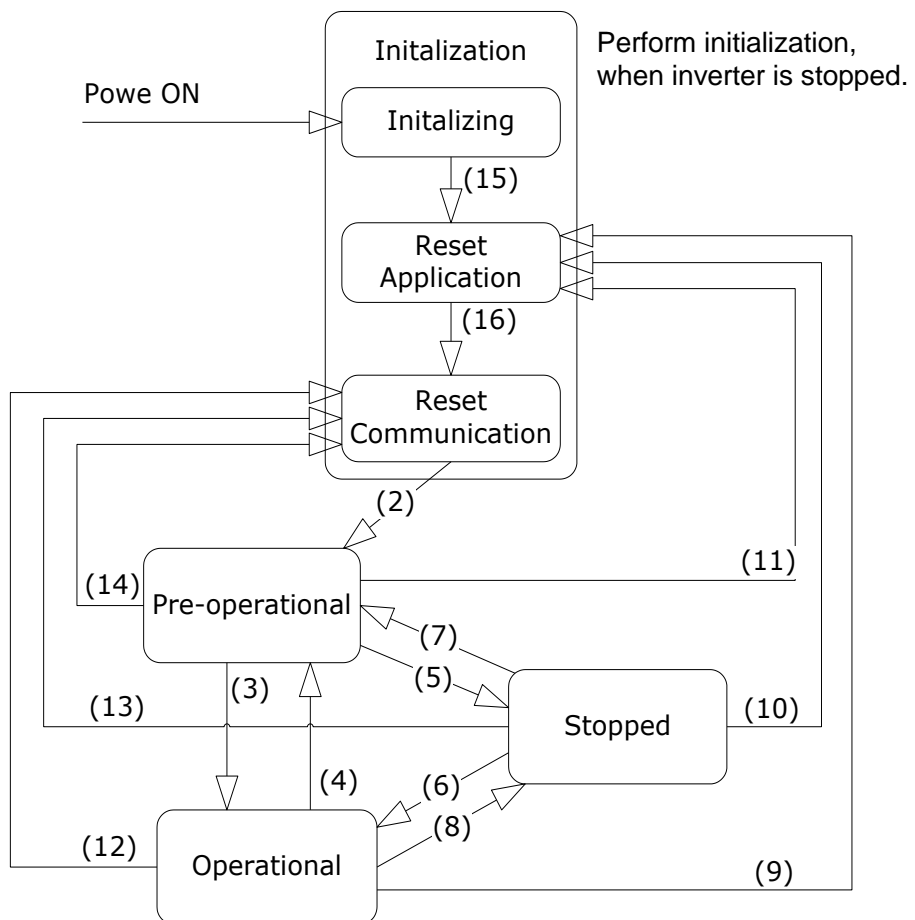 Initalization
Perform initialization,
when inverter is stopped.
Powe ON
Initalizing
(15)
Reset
Application
(16)
Reset
Communication
(2)
(14)
Pre-operational
(11)
(7)
(5)
(3)
(13)
Stopped
(10)
(4)
(6)
(8)
(12)
Operational
(9)